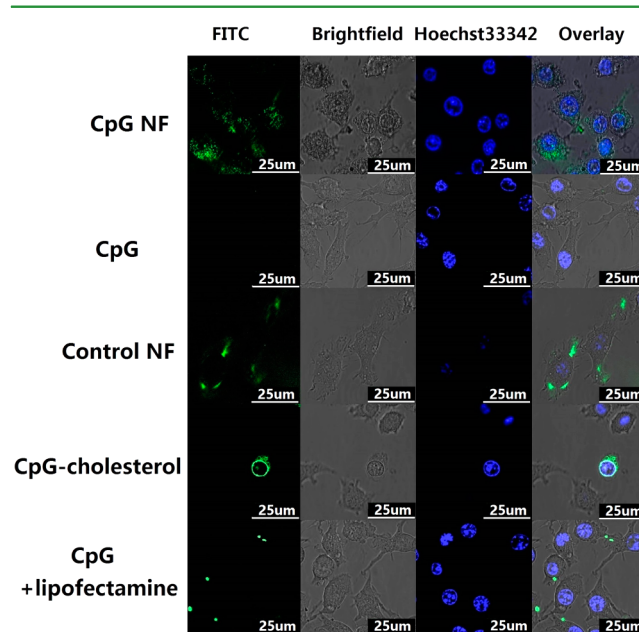 FITC Brightfield Hoechst33342 Overlay
CpG NF
25um 25um 25um 25um
CpG
25um 25um 25um 25um
Control NF
25um 25um 25um 25um
CpG-cholesterol
25um 25um 25um 25um
CpG
+lipofectamine
25um 25um 25um 25um